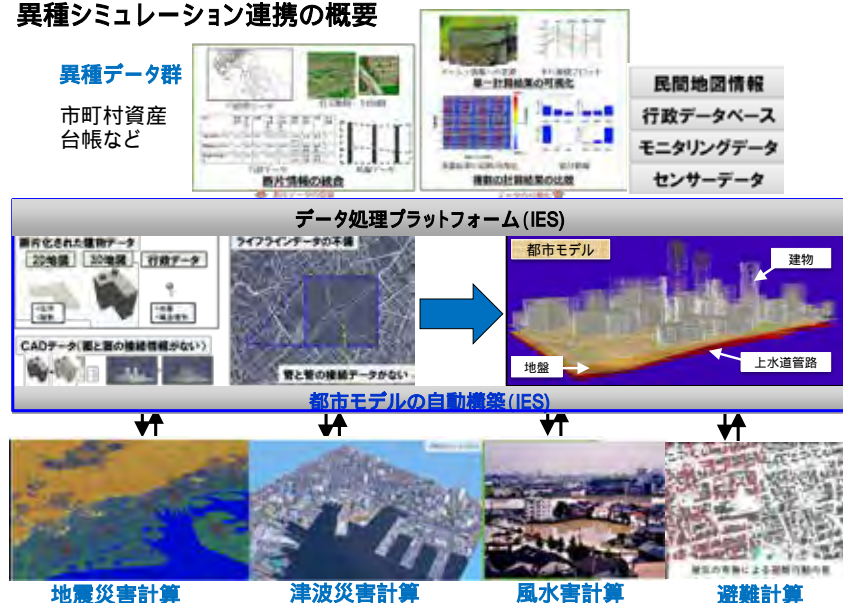 異種シミュレーション連携の概要
異種データ群
市町村資産
台帳など
断片情報の統合
単一計算結果の可視化
複数の計算結果の比較
民間地図情報
行政データベース
モニタリングデータ
センサーデータ
データ処理プラットフォーム(IES)
断片化された建物データ
2D地図
3D地図
行政データ
CADデータ(面と面の接続情報がない)
ライフラインデータの不備
管と管の接続データがない
都市モデル
建物
地盤
上水道管路
都市モデルの自動構築(IES)
地震災害計算
津波災害計算
風水害計算
避難計算